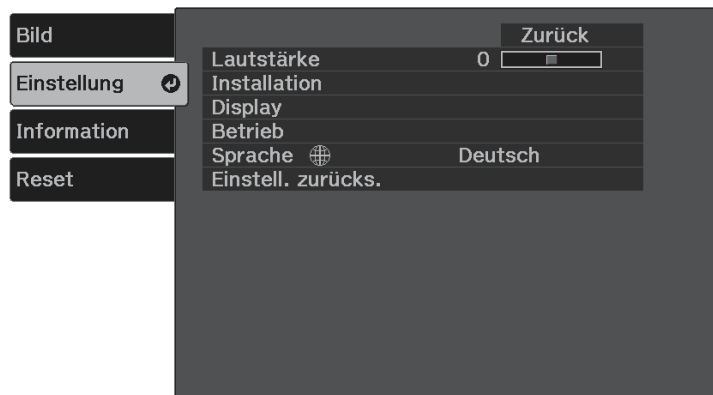 Bild
Einstellung
Information
Reset
Zurück
Lautstärke 0
Installation
Display
Betrieb
Sprache Deutsch
Einstell. zurücks.